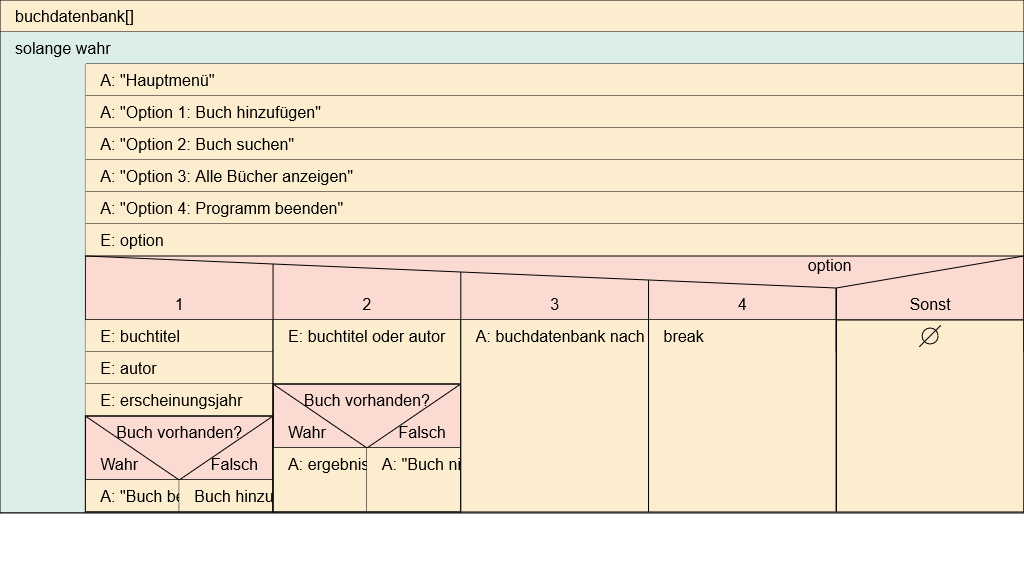 buchdatenbank[]
solange wahr
A: "Hauptmenü"
A: "Option 1: Buch hinzufügen"
A: "Option 2: Buch suchen"
A: "Option 3: Alle Bücher anzeigen"
A: "Option 4: Programm beenden"
E: option
option
1
2
3
4
Sonst
E: buchtitel
E: autor
E: erscheinungsjahr
Buch vorhanden?
Wahr
Falsch
A: "Buch be
Buch hinzu
E: buchtitel oder autor
Buch vorhanden?
Wahr
Falsch
A: ergebnis
A: "Buch ni
A: buchdatenbank nach
break
∅